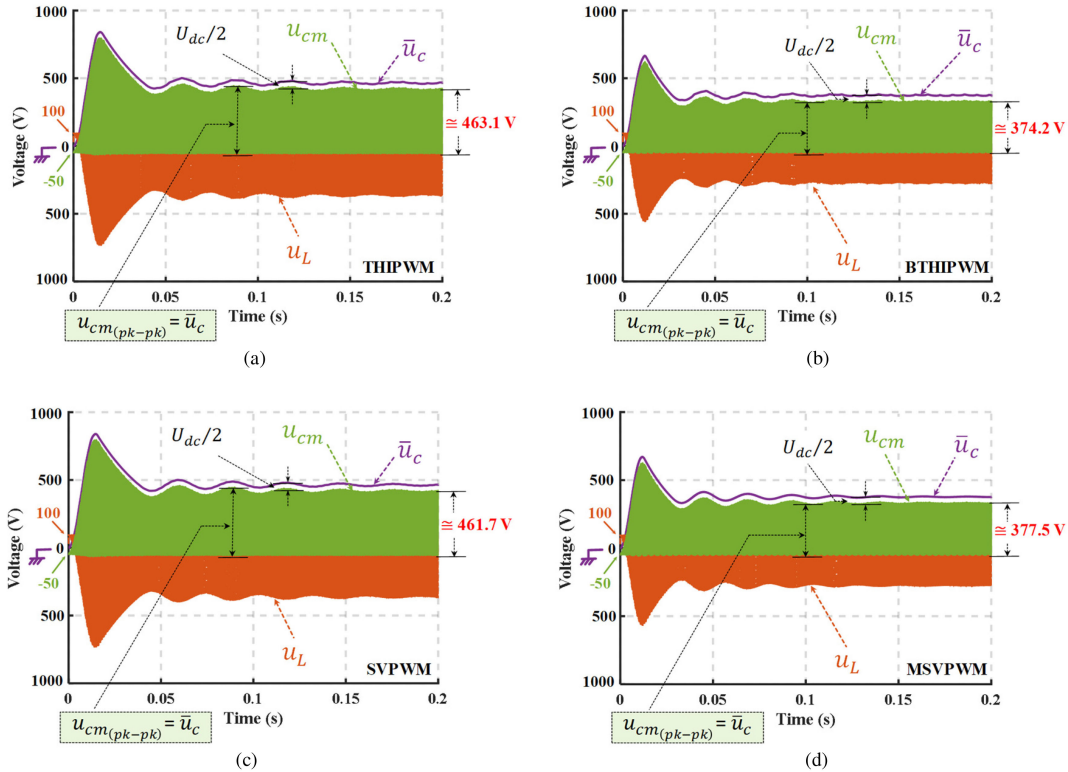 1000
500
100
0
-50
500
1000
Voltage (V)
U_dc/2
u_cm
ū_c
≅ 463.1 V
u_L
THIPWM
0
0.05
0.1
0.15
0.2
Time (s)
u_cm(pk−pk) = ū_c
(a)
1000
500
100
0
-50
500
1000
Voltage (V)
U_dc/2
u_cm
ū_c
≅ 374.2 V
u_L
BTHIPWM
0
0.05
0.1
0.15
0.2
Time (s)
u_cm(pk−pk) = ū_c
(b)
1000
500
100
0
-50
500
1000
Voltage (V)
U_dc/2
u_cm
ū_c
≅ 461.7 V
u_L
SVPWM
0
0.05
0.1
0.15
0.2
Time (s)
u_cm(pk−pk) = ū_c
(c)
1000
500
100
0
-50
500
1000
Voltage (V)
U_dc/2
u_cm
ū_c
≅ 377.5 V
u_L
MSVPWM
0
0.05
0.1
0.15
0.2
Time (s)
u_cm(pk−pk) = ū_c
(d)